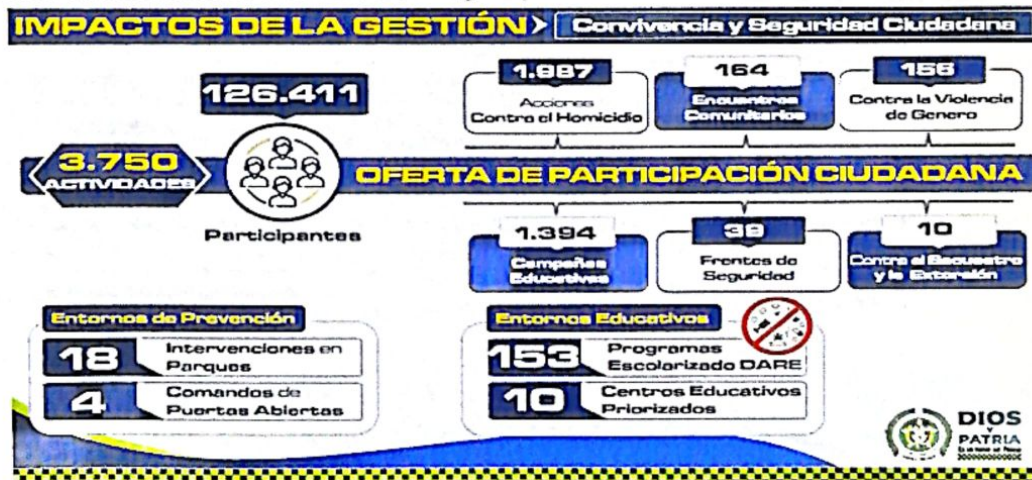 IMPACTOS DE LA GESTIÓN > Convivencia y Seguridad Ciudadana
126.411
Participantes
3.750
ACTIVIDADES
1.987
Acciones
Contra el Homicidio
164
Encuentros
Comunitarios
156
Contra la Violencia
de Genero
OFERTA DE PARTICIPACIÓN CIUDADANA
1.394
Campañas
Educativas
39
Frentes de
Seguridad
10
Contra el Secuestro
y la Extorsión
Entornos de Prevención
18
Intervenciones en
Parques
4
Comandos de
Puertas Abiertas
Entornos Educativos
153
Programas
Escolarizado DARE
10
Centros Educativos
Priorizados
DIOS
Y
PATRIA